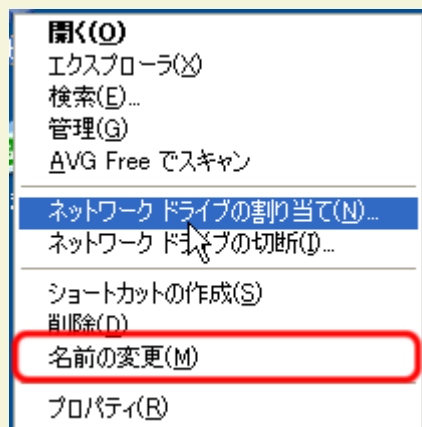 開く(O)
エクスプローラ(X)
検索(E)...
管理(G)
AVG Free でスキャン
ネットワーク ドライブの割り当て(N)...
ネットワーク ドライブの切断(I)...
ショートカットの作成(S)
削除(D)
名前の変更(M)
プロパティ(R)